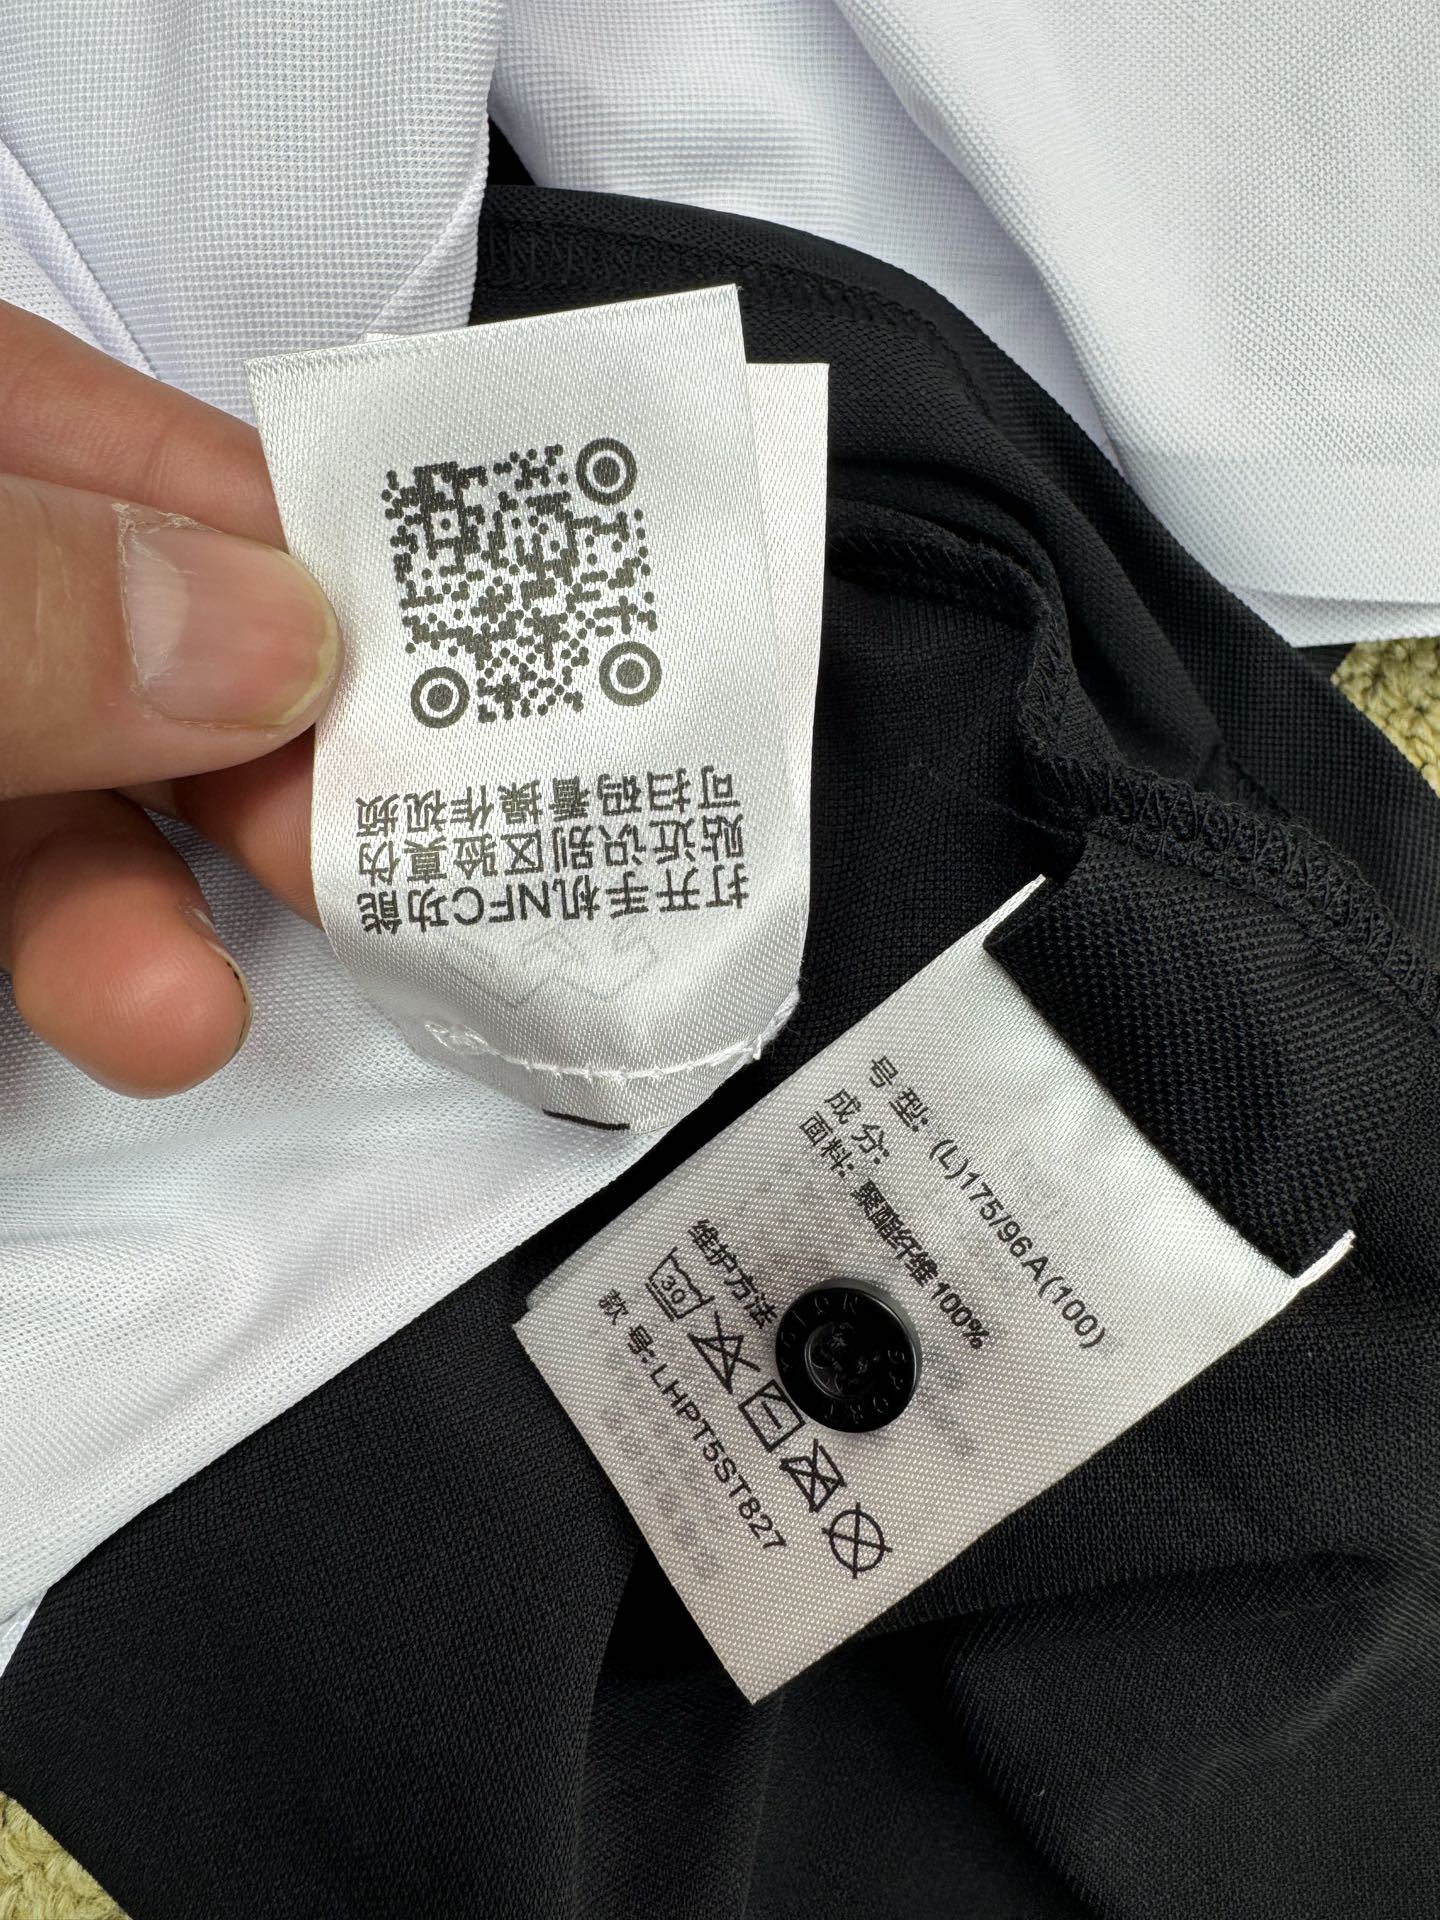 打开手机NFC功能
贴近识别区验真伪
可扫码看操作视频
号型: (L)175/96A(100)
成分:
面料: 聚酯纤维100%
维护方法
30
款号: LHPT5ST827